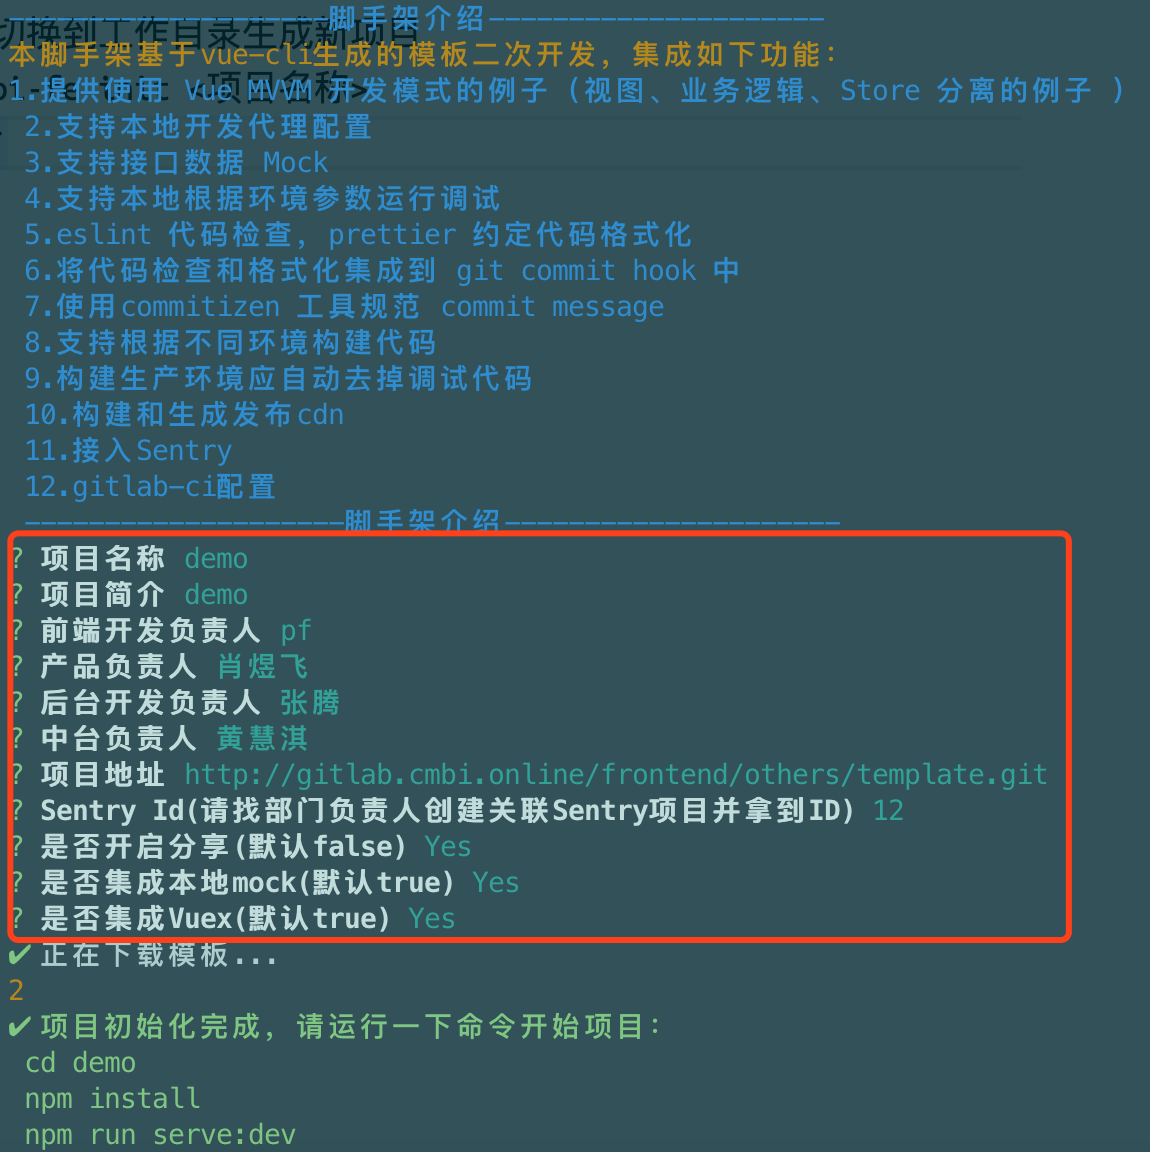 --------------------脚手架介绍---------------------
切换到工作目录生成新项目
本脚手架基于vue-cli生成的模板二次开发, 集成如下功能:
<项目名称>
1.提供使用 Vue MVVM 开发模式的例子 (视图、业务逻辑、Store 分离的例子 )
2.支持本地开发代理配置
3.支持接口数据 Mock
4.支持本地根据环境参数运行调试
5.eslint 代码检查, prettier 约定代码格式化
6.将代码检查和格式化集成到 git commit hook 中
7.使用commitizen 工具规范 commit message
8.支持根据不同环境构建代码
9.构建生产环境应自动去掉调试代码
10.构建和生成发布cdn
11.接入Sentry
12.gitlab-ci配置
--------------------脚手架介绍---------------------
? 项目名称 demo
? 项目简介 demo
? 前端开发负责人 pf
? 产品负责人 肖煜飞
? 后台开发负责人 张腾
? 中台负责人 黄慧淇
? 项目地址 http://gitlab.cmbi.online/frontend/others/template.git
? Sentry Id(请找部门负责人创建关联Sentry项目并拿到ID) 12
? 是否开启分享(默认false) Yes
? 是否集成本地mock(默认true) Yes
? 是否集成Vuex(默认true) Yes
✔ 正在下载模板...
2
✔ 项目初始化完成, 请运行一下命令开始项目:
cd demo
npm install
npm run serve:dev